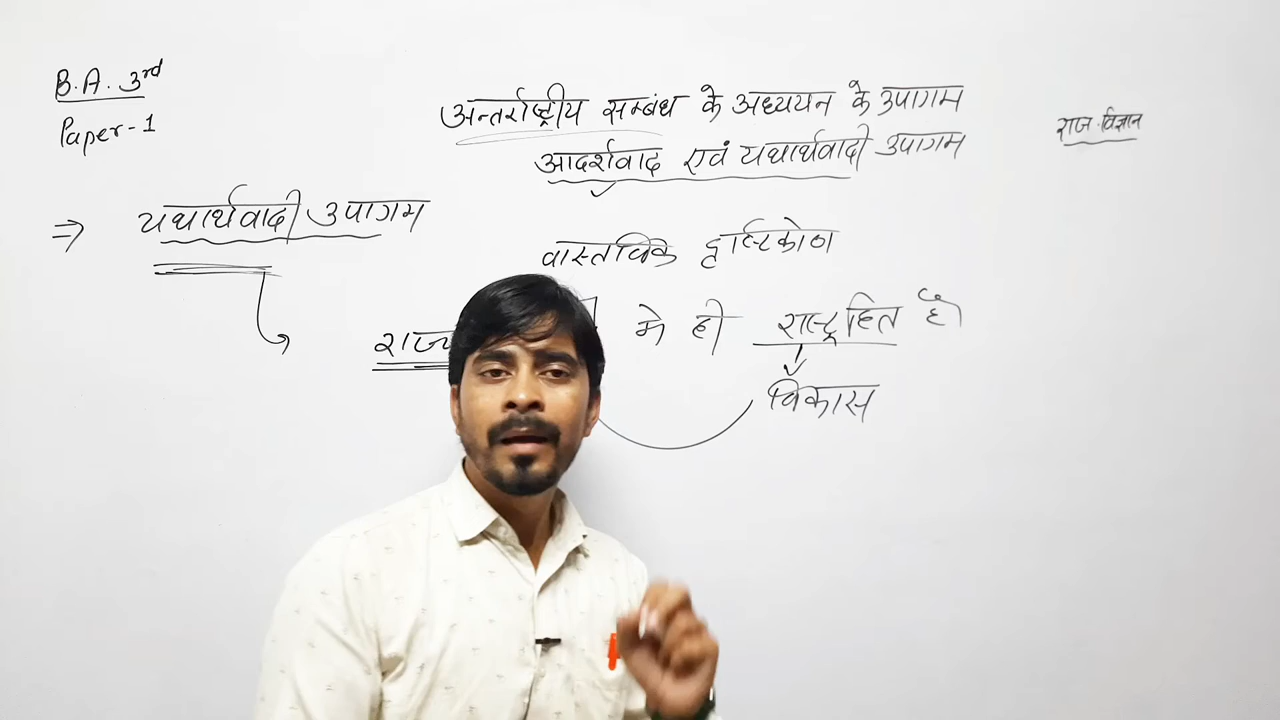 B.A. 3rd
Paper-1
अन्तर्राष्ट्रीय सम्बंध के अध्ययन के उपागम
आदर्शवाद एवं यथार्थवादी उपागम
राज.विज्ञान
⇒ यथार्थवादी उपागम
वास्तविक दृष्टिकोण
राज्य मे ही राष्ट्रहित है
विकास